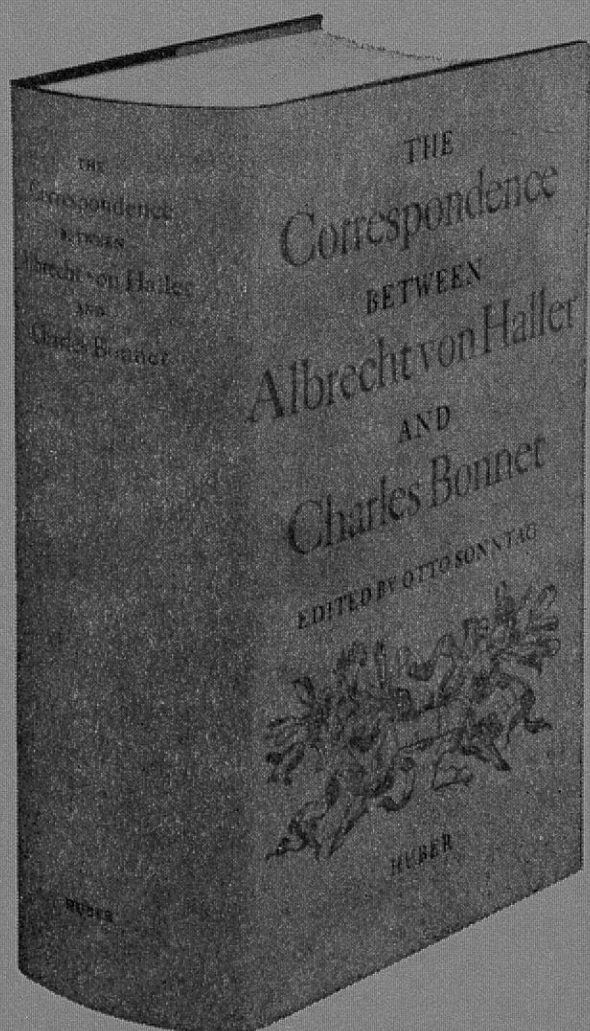 THE
Correspondence
BETWEEN
Albrecht von Haller
AND
Charles Bonnet
HUBER
THE
Correspondence
BETWEEN
Albrecht von Haller
AND
Charles Bonnet
EDITED BY OTTO SONNTAG
HUBER